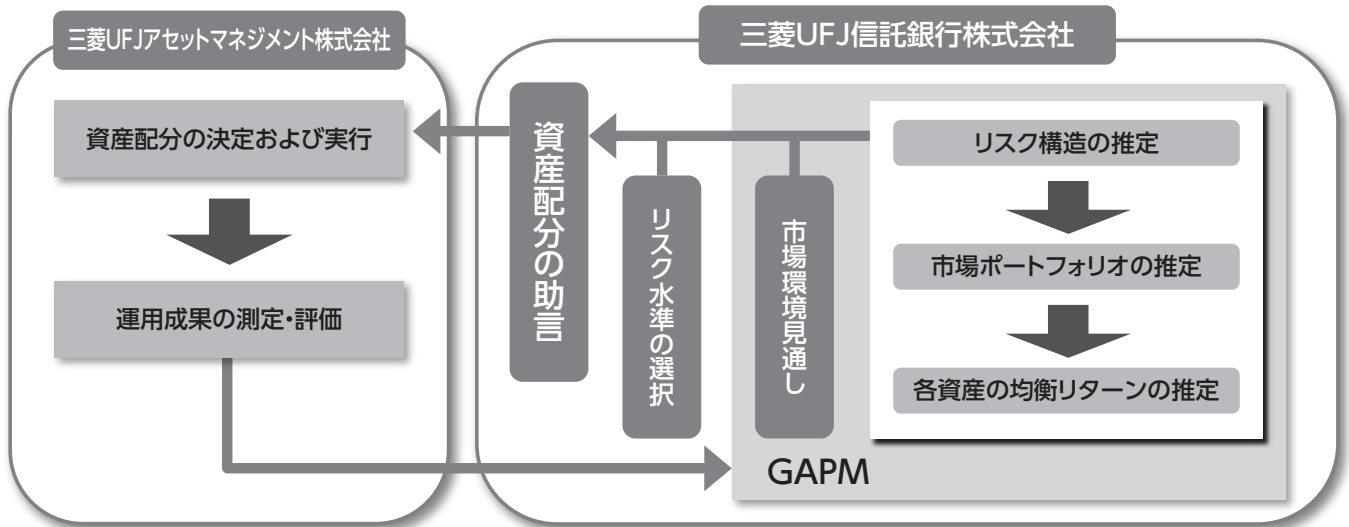 三菱UFJアセットマネジメント株式会社
資産配分の決定および実行
運用成果の測定・評価
三菱UFJ信託銀行株式会社
資産配分の助言
リスク水準の選択
市場環境見通し
リスク構造の推定
市場ポートフォリオの推定
各資産の均衡リターンの推定
GAPM